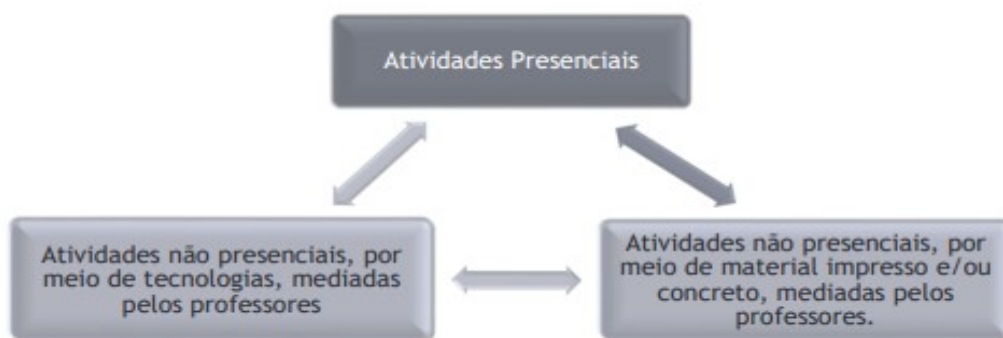 Atividades Presenciais
Atividades não presenciais, por
meio de tecnologias, mediadas
pelos professores
Atividades não presenciais, por
meio de material impresso e/ou
concreto, mediadas pelos
professores.